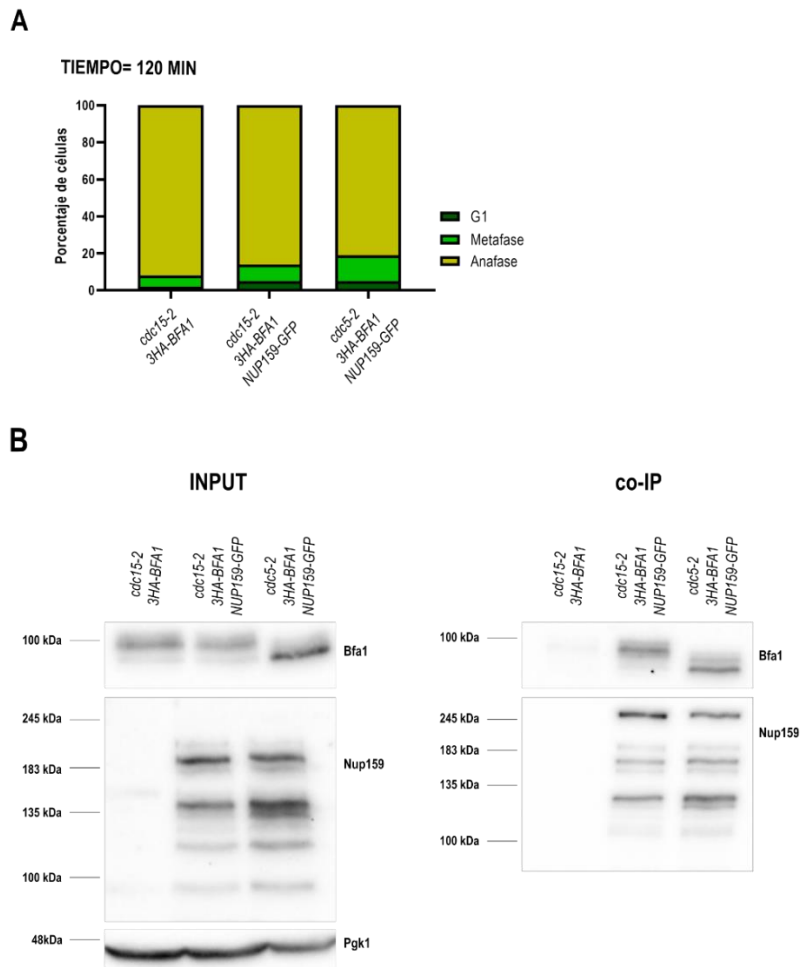 A
TIEMPO= 120 MIN
Porcentaje de células
100
80
60
40
20
0
G1
Metafase
Anafase
cdc15-2
3HA-BFA1
cdc15-2
3HA-BFA1
NUP159-GFP
cdc5-2
3HA-BFA1
NUP159-GFP
B
INPUT
cdc15-2
3HA-BFA1
cdc15-2
3HA-BFA1
NUP159-GFP
cdc5-2
3HA-BFA1
NUP159-GFP
100 kDa
Bfa1
245 kDa
183 kDa
135 kDa
100 kDa
Nup159
48kDa
Pgk1
co-IP
cdc15-2
3HA-BFA1
cdc15-2
3HA-BFA1
NUP159-GFP
cdc5-2
3HA-BFA1
NUP159-GFP
100 kDa
Bfa1
245 kDa
183 kDa
135 kDa
100 kDa
Nup159